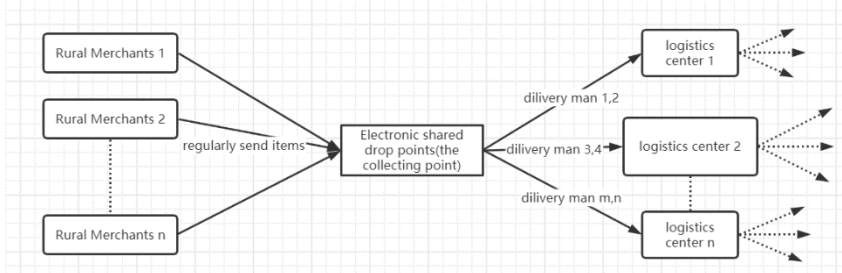 Rural Merchants 1
Rural Merchants 2
regularly send items
Rural Merchants n
Electronic shared
drop points(the
collecting point)
dilivery man 1,2
dilivery man 3,4
dilivery man m,n
logistics
center 1
logistics center 2
logistics
center n